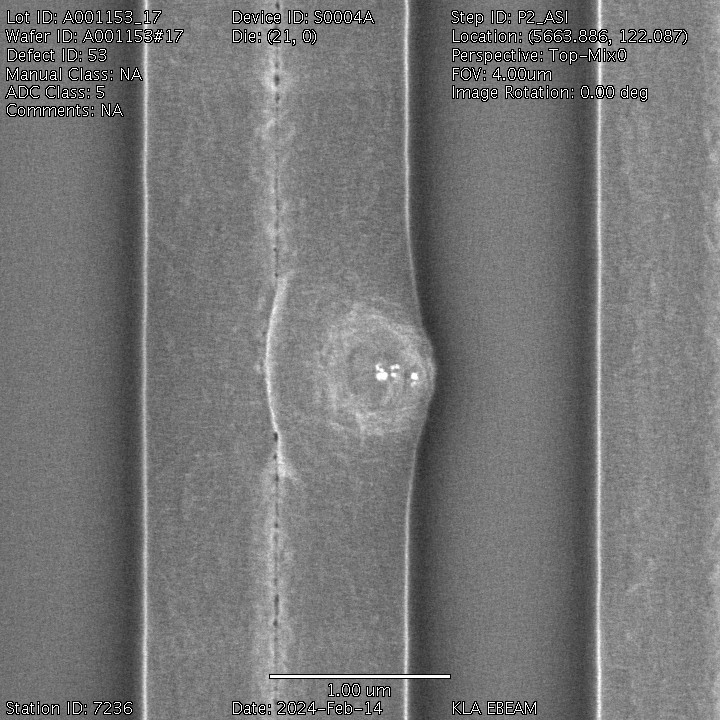 Lot ID: A001153_17
Wafer ID: A001153#17
Defect ID: 53
Manual Class: NA
ADC Class: 5
Comments: NA
Device ID: S0004A
Die: (21, 0)
Step ID: P2_ASI
Location: (5663.886, 122.087)
Perspective: Top-Mix0
FOV: 4.00um
Image Rotation: 0.00 deg
1.00 um
Station ID: 7236
Date: 2024-Feb-14
KLA EBEAM